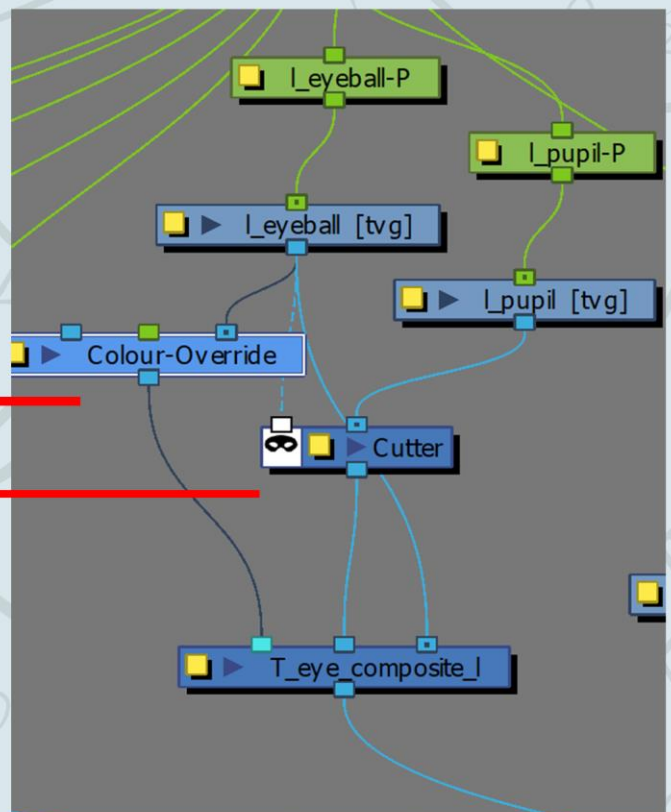 l_eyeball-P
l_pupil-P
l_eyeball [tvg]
l_pupil [tvg]
Colour-Override
Cutter
T_eye_composite_l